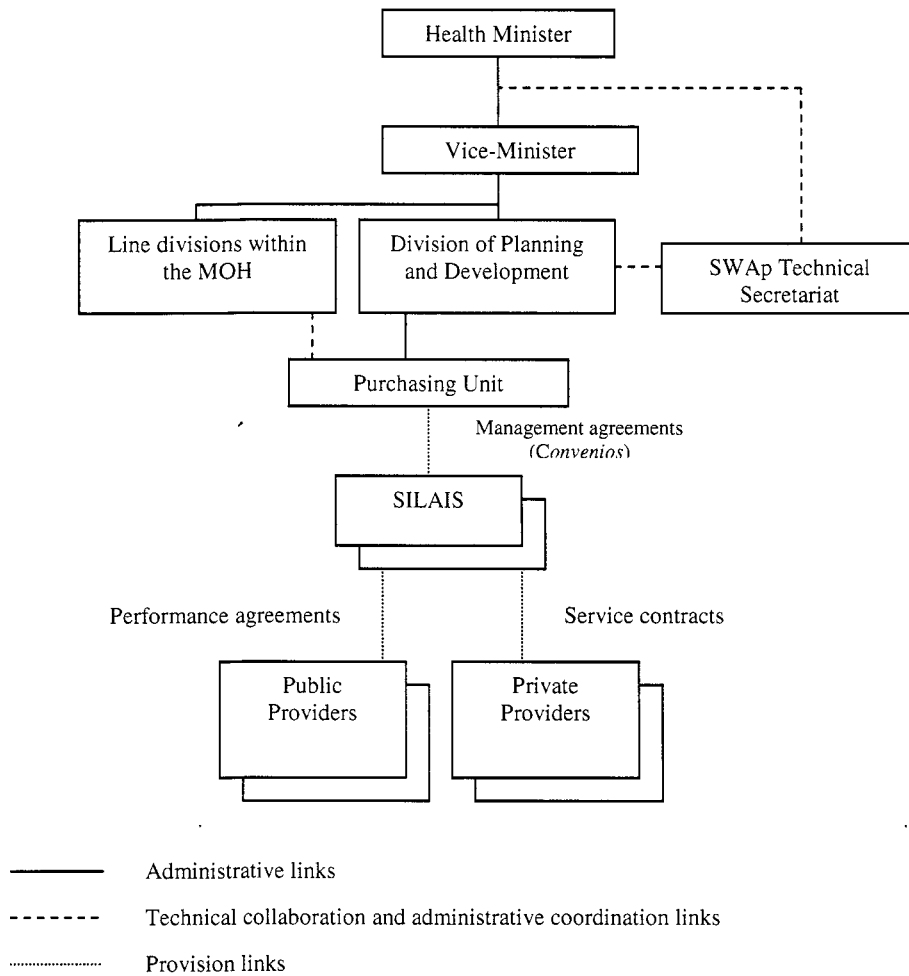 Health Minister
Vice-Minister
Line divisions within
the MOH
Division of Planning
and Development
SWAp Technical
Secretariat
Purchasing Unit
Management agreements
(Convenios)
SILAIS
Performance agreements
Service contracts
Public
Providers
Private
Providers
Administrative links
Technical collaboration and administrative coordination links
Provision links